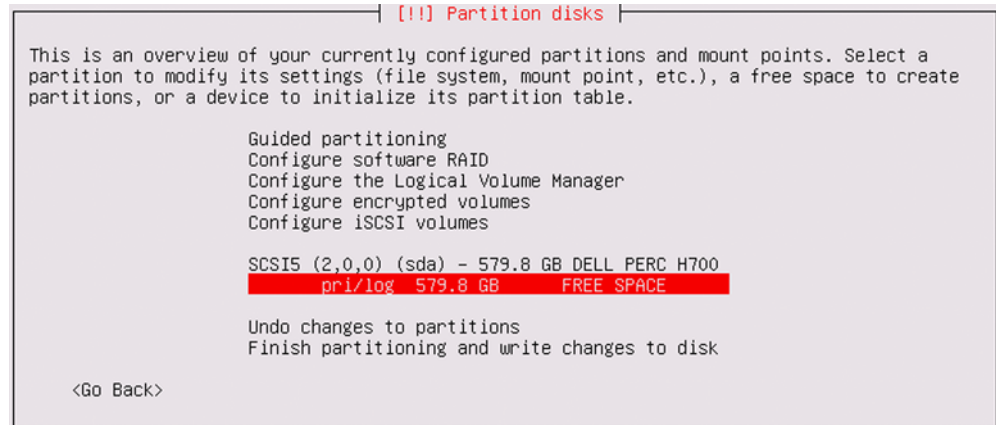 [!!] Partition disks
This is an overview of your currently configured partitions and mount points. Select a
partition to modify its settings (file system, mount point, etc.), a free space to create
partitions, or a device to initialize its partition table.
Guided partitioning
Configure software RAID
Configure the Logical Volume Manager
Configure encrypted volumes
Configure iSCSI volumes
SCSI5 (2,0,0) (sda) - 579.8 GB DELL PERC H700
pri/log 579.8 GB FREE SPACE
Undo changes to partitions
Finish partitioning and write changes to disk
<Go Back>